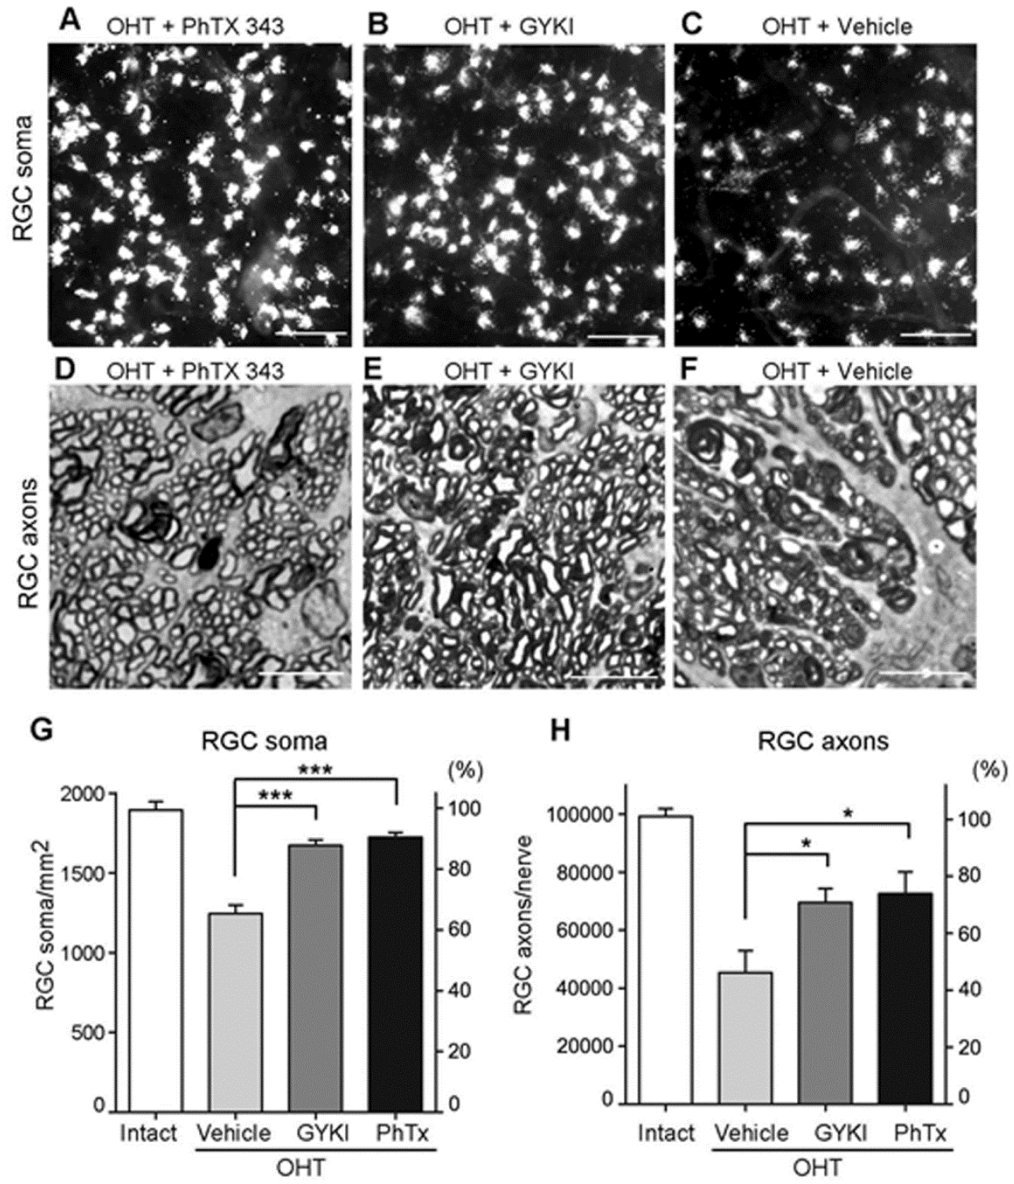 A OHT + PhTX 343
B OHT + GYKI
C OHT + Vehicle
RGC soma
D OHT + PhTX 343
E OHT + GYKI
F OHT + Vehicle
RGC axons
G
RGC soma
(%)
***
***
2000
1500
1000
500
0
RGC soma/mm2
100
80
60
40
20
0
Intact Vehicle GYKI PhTx
OHT
H
RGC axons
(%)
*
*
100000
80000
60000
40000
20000
0
RGC axons/nerve
100
80
60
40
20
0
Intact Vehicle GYKI PhTx
OHT